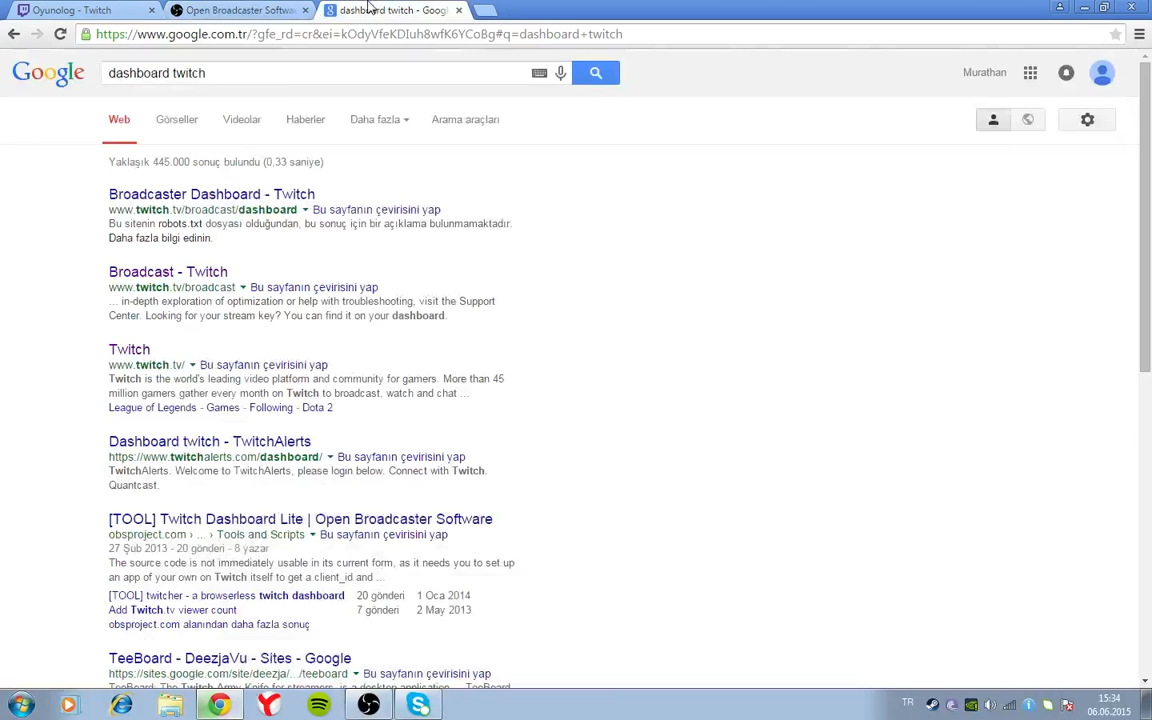 Oyunolog - Twitch
Open Broadcaster Softwa
dashboard twitch - Googl
https://www.google.com.tr/?gfe_rd=cr&ei=kOdyVfeKDIuh8wfK6YCoBg#q=dashboard+twitch
Google
dashboard twitch
Murathan
Web
Görseller
Videolar
Haberler
Daha fazla
Arama araçları
Yaklaşık 445.000 sonuç bulundu (0,33 saniye)
Broadcaster Dashboard - Twitch
www.twitch.tv/broadcast/dashboard Bu sayfanın çevirisini yap
Bu sitenin robots.txt dosyası olduğundan, bu sonuç için bir açıklama bulunmamaktadır.
Daha fazla bilgi edinin.
Broadcast - Twitch
www.twitch.tv/broadcast Bu sayfanın çevirisini yap
... in-depth exploration of optimization or help with troubleshooting, visit the Support
Center. Looking for your stream key? You can find it on your dashboard.
Twitch
www.twitch.tv/ Bu sayfanın çevirisini yap
Twitch is the world's leading video platform and community for gamers. More than 45
million gamers gather every month on Twitch to broadcast, watch and chat ...
League of Legends - Games - Following - Dota 2
Dashboard twitch - TwitchAlerts
https://www.twitchalerts.com/dashboard/ Bu sayfanın çevirisini yap
TwitchAlerts. Welcome to TwitchAlerts, please login below. Connect with Twitch.
Quantcast.
[TOOL] Twitch Dashboard Lite | Open Broadcaster Software
obsproject.com › ... › Tools and Scripts Bu sayfanın çevirisini yap
27 Şub 2013 - 20 gönderi - 8 yazar
The source code is not immediately usable in its current form, as it needs you to set up
an app of your own on Twitch itself to get a client_id and ...
[TOOL] twitcher - a browserless twitch dashboard 20 gönderi 1 Oca 2014
Add Twitch.tv viewer count 7 gönderi 2 May 2013
obsproject.com alanından daha fazla sonuç
TeeBoard - DeezjaVu - Sites - Google
https://sites.google.com/site/deezja/.../teeboard Bu sayfanın çevirisini yap
TeeBoard: The Twitch Army Knife for streamers, is a desktop application... TeeBoard
TR
15:34
06.06.2015